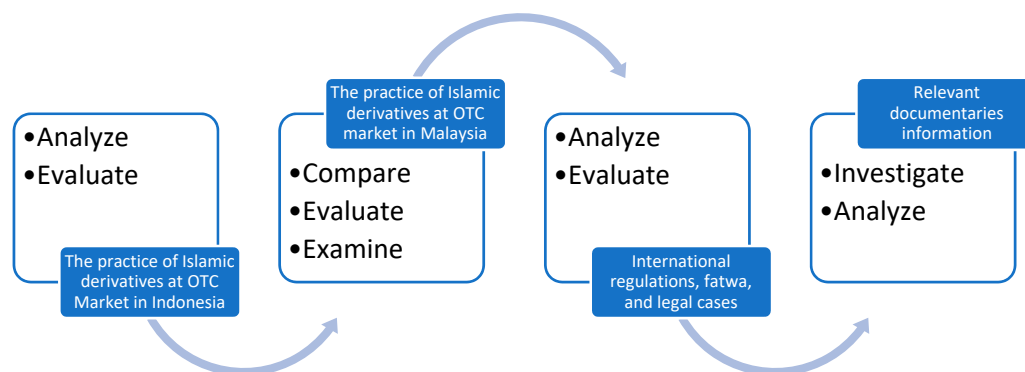 •Analyze
•Evaluate
The practice of Islamic
derivatives at OTC
Market in Indonesia
The practice of Islamic
derivatives at OTC
market in Malaysia
•Compare
•Evaluate
•Examine
•Analyze
•Evaluate
International
regulations, fatwa,
and legal cases
Relevant
documentaries
information
•Investigate
•Analyze